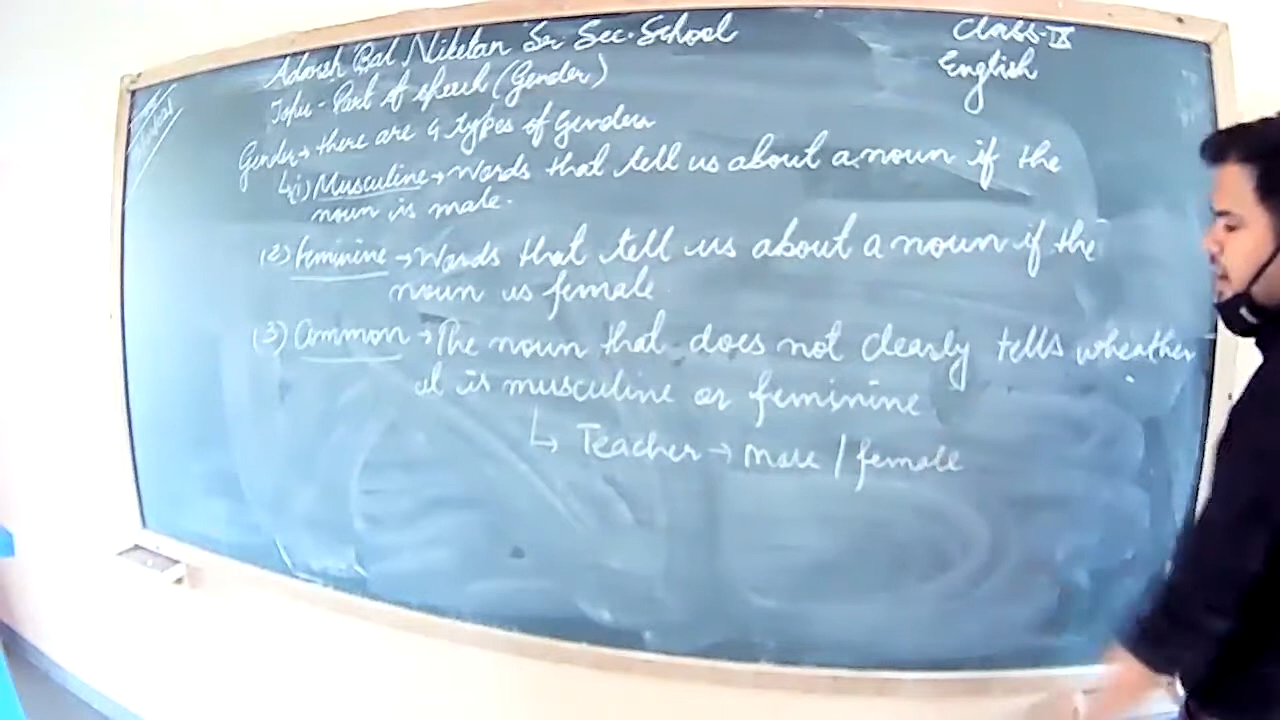 Adarsh Bal Niketan Sr. Sec. School
Class-IX
English
Topic - Part of speech (Gender)
Gender → there are 4 types of Genders
↳ (1) Musculine → Words that tell us about a noun if the
noun is male.
(2) Feminine → Words that tell us about a noun if the
noun is female.
(3) Common → The noun that does not clearly tells wheather
it is musculine or feminine
↳ Teacher → Male / female